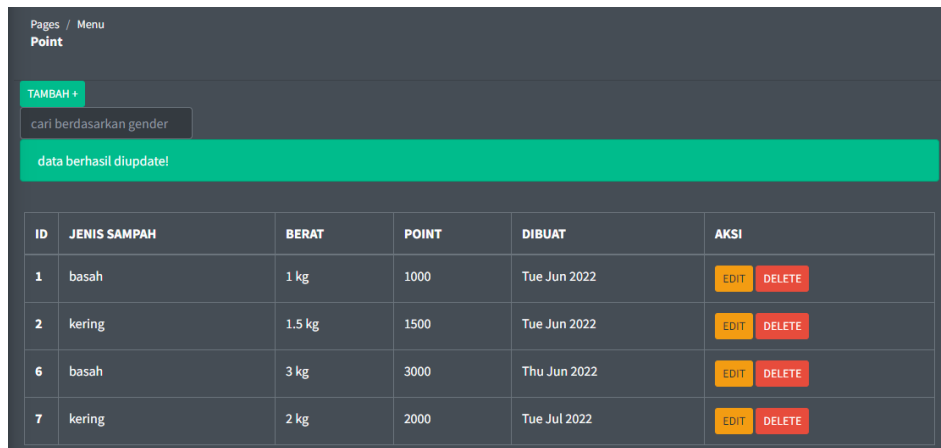 Pages / Menu
Point
TAMBAH +
cari berdasarkan gender
data berhasil diupdate!
ID JENIS SAMPAH BERAT POINT DIBUAT AKSI
1 basah 1 kg 1000 Tue Jun 2022 EDIT DELETE
2 kering 1.5 kg 1500 Tue Jun 2022 EDIT DELETE
6 basah 3 kg 3000 Thu Jun 2022 EDIT DELETE
7 kering 2 kg 2000 Tue Jul 2022 EDIT DELETE